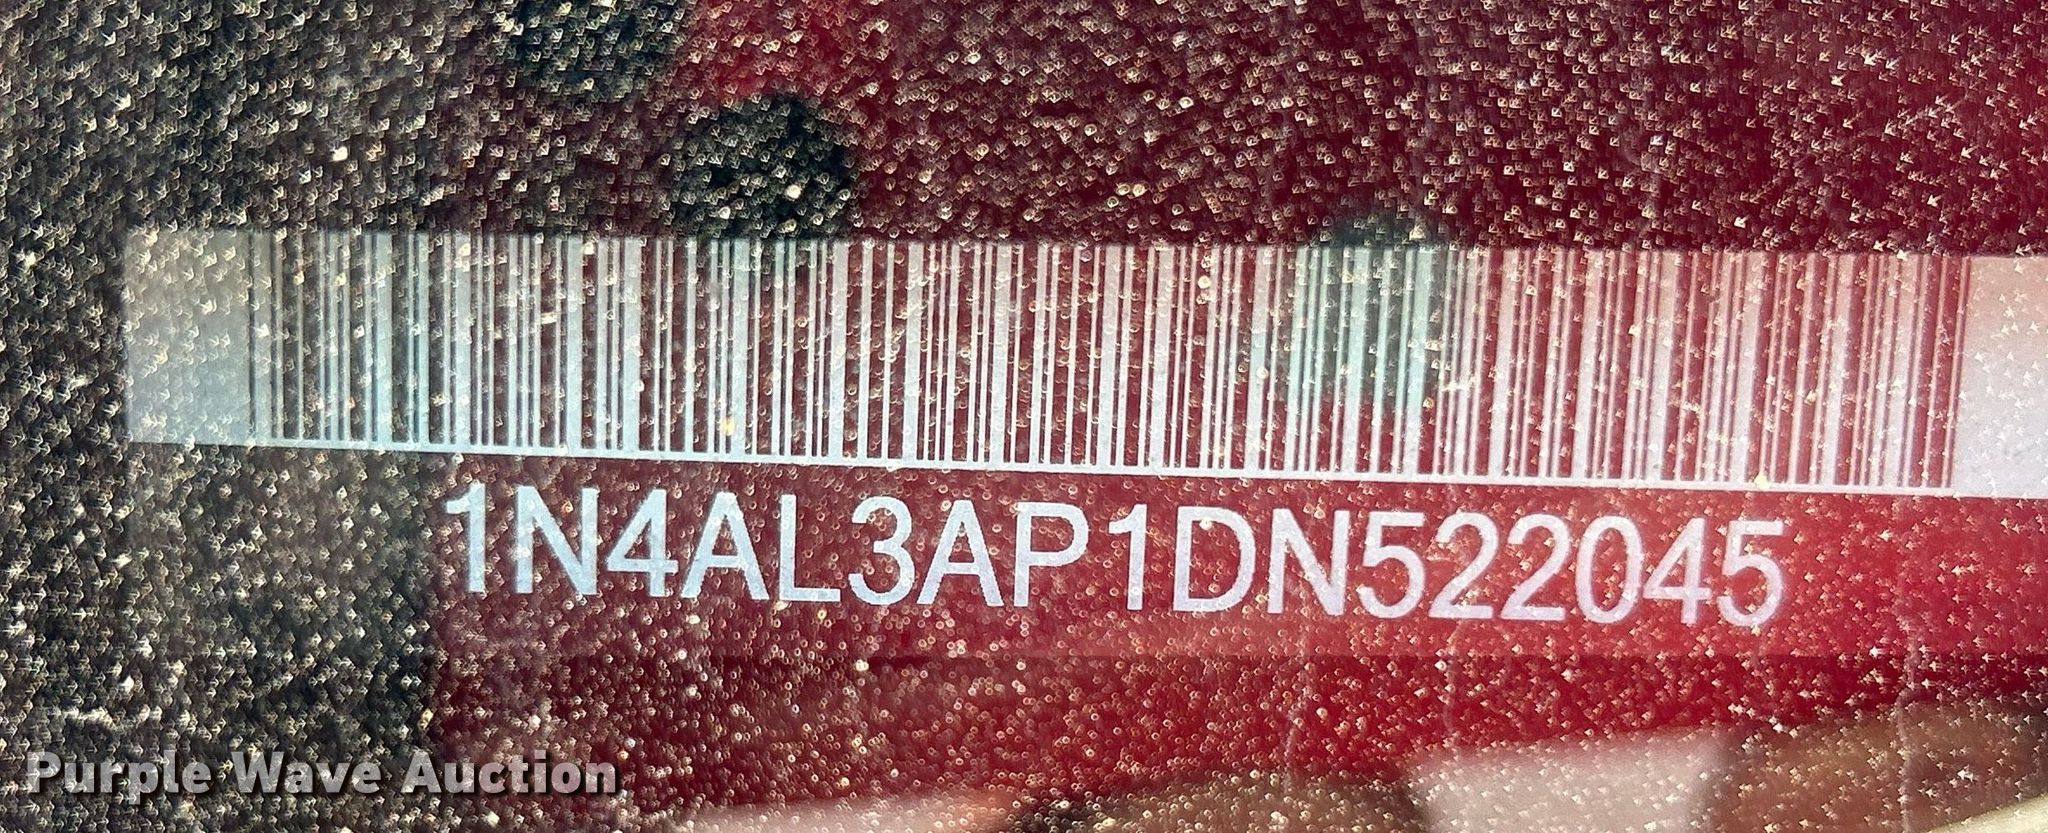 1N4AL3AP1DN522045
Purple Wave Auction